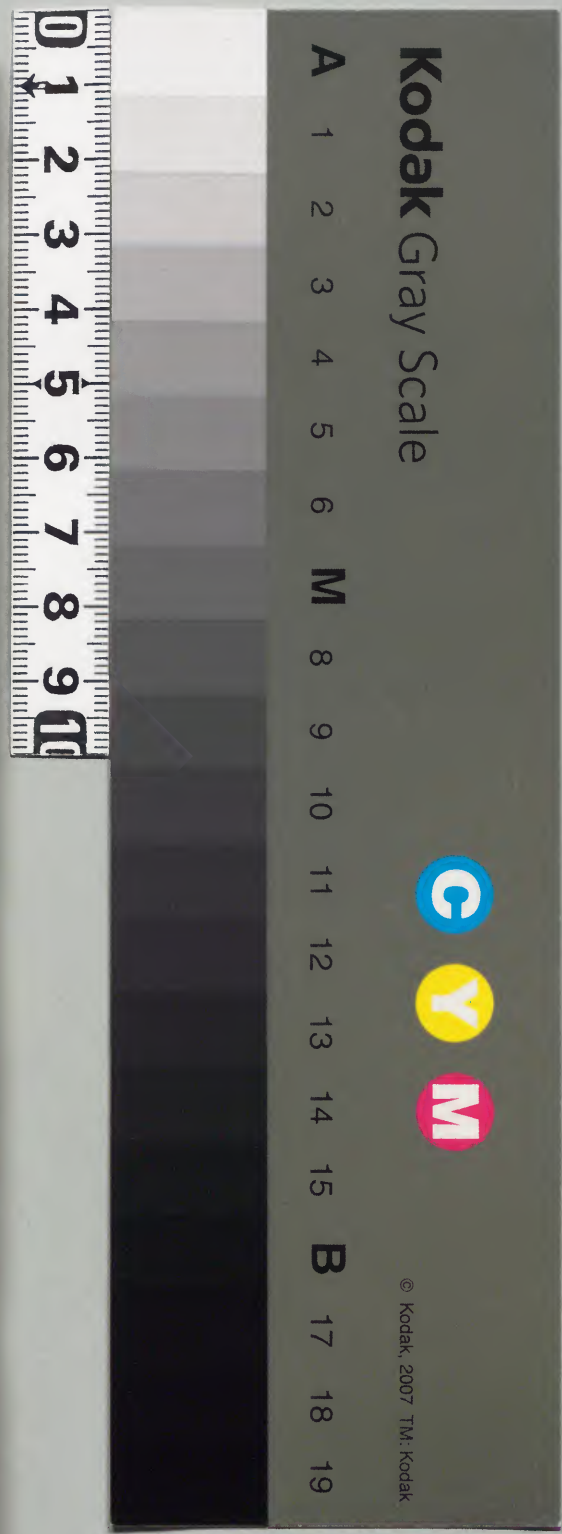 Kodak Gray Scale
C Y M
© Kodak, 2007 TM: Kodak
A 1 2 3 4 5 6 M 8 9 10 11 12 13 14 15 B 17 18 19
0 1 2 3 4 5 6 7 8 9 10